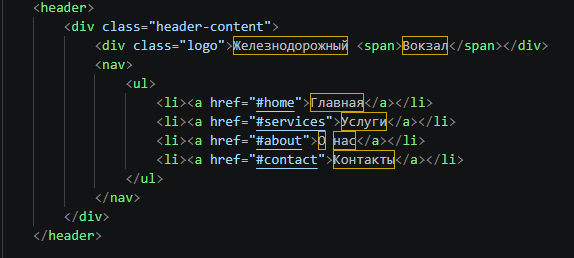 <header>
<div class="header-content">
<div class="logo">Железнодорожный <span>Вокзал</span></div>
<nav>
<ul>
<li><a href="#home">Главная</a></li>
<li><a href="#services">Услуги</a></li>
<li><a href="#about">О нас</a></li>
<li><a href="#contact">Контакты</a></li>
</ul>
</nav>
</div>
</header>